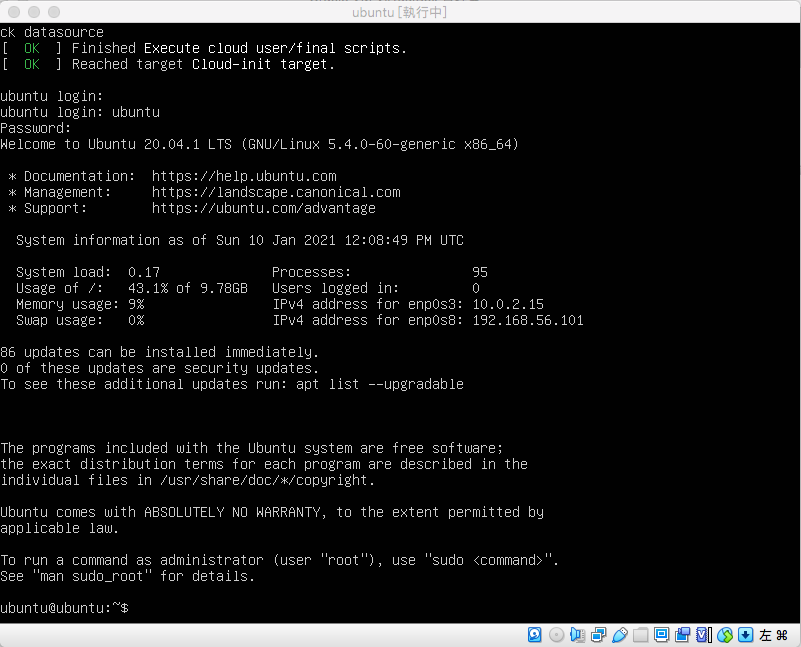 ubuntu [執行中]
ck datasource
[  OK  ] Finished Execute cloud user/final scripts.
[  OK  ] Reached target Cloud-init target.
ubuntu login:
ubuntu login: ubuntu
Password:
Welcome to Ubuntu 20.04.1 LTS (GNU/Linux 5.4.0-60-generic x86_64)
 * Documentation:  https://help.ubuntu.com
 * Management:     https://landscape.canonical.com
 * Support:        https://ubuntu.com/advantage
  System information as of Sun 10 Jan 2021 12:08:49 PM UTC
  System load:  0.17              Processes:               95
  Usage of /:   43.1% of 9.78GB   Users logged in:         0
  Memory usage: 9%                IPv4 address for enp0s3: 10.0.2.15
  Swap usage:   0%                IPv4 address for enp0s8: 192.168.56.101
86 updates can be installed immediately.
0 of these updates are security updates.
To see these additional updates run: apt list --upgradable
The programs included with the Ubuntu system are free software;
the exact distribution terms for each program are described in the
individual files in /usr/share/doc/*/copyright.
Ubuntu comes with ABSOLUTELY NO WARRANTY, to the extent permitted by
applicable law.
To run a command as administrator (user "root"), use "sudo <command>".
See "man sudo_root" for details.
ubuntu@ubuntu:~$
左 ⌘